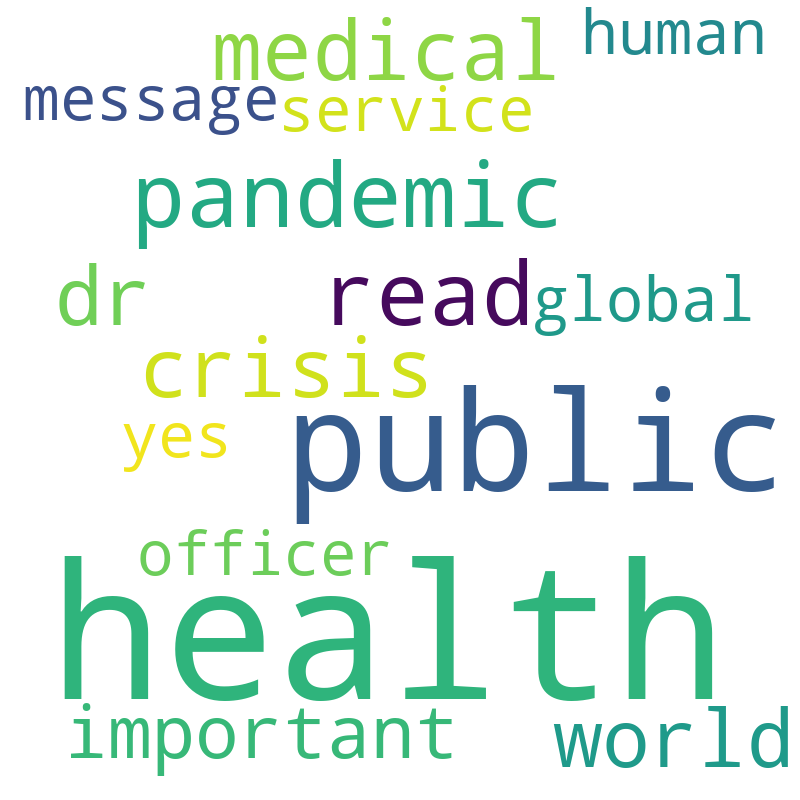 medical human
message service
pandemic
dr read global
crisis
yes public
officer
health
important world